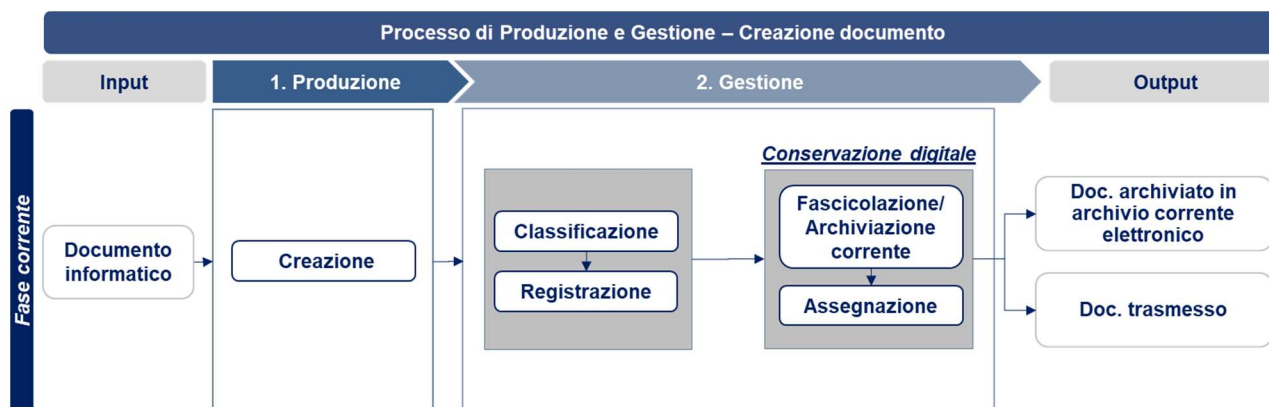 Processo di Produzione e Gestione – Creazione documento
Input
1. Produzione
2. Gestione
Output
Fase corrente
Documento
informatico
Creazione
Classificazione
Registrazione
Conservazione digitale
Fascicolazione/
Archiviazione
corrente
Assegnazione
Doc. archiviato in
archivio corrente
elettronico
Doc. trasmesso